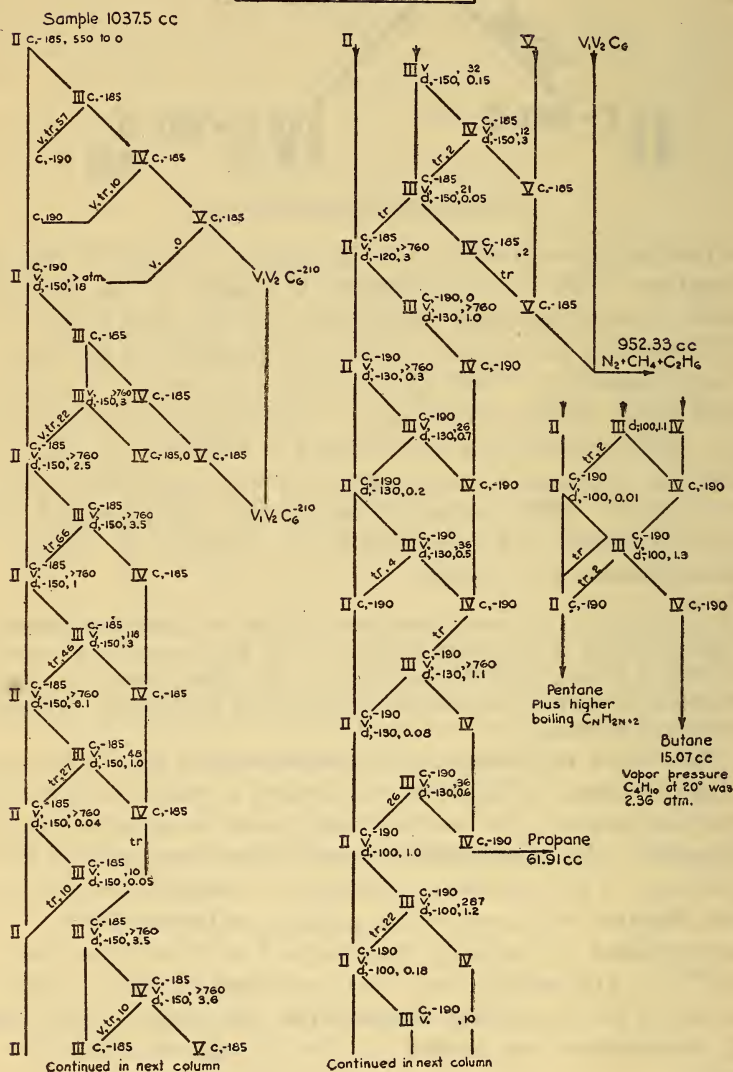 Sample 1037.5 cc
II C,-185, 550 to 0
III C,-185
v,tr,57
C,-190
IV C,-185
v,tr,10
C,190
V C,-185
v, ,0
II C,-190
v, >atm.
d,-150, 18
V₁V₂ C_G^-210
III C,-185
III v, >760
d,-150, 3
IV C,-185
v,tr,22
II C,-185
v, >760
d,-150, 2.5
IV C,-185,0
V C,-185
III C,-185
v, >760
d,-150, 3.5
V₁V₂ C_G^-210
tr,66
II C,-185
v, >760
d,-150, 1
IV C,-185
III C,-185
v, 118
d,-150, 3
tr,46
II C,-185
v, >760
d,-150, 6.1
IV C,-185
III C,-185
v, 48
d,-150, 1.0
tr,27
II C,-185
v, >760
d,-150, 0.04
IV C,-185
tr
III C,-185
v, 10
d,-150, 0.05
tr,10
II
III C,-185
v, >760
d,-150, 3.5
IV C,-185
v, >760
d,-150, 3.6
v,tr,10
II
III C,-185
V C,-185
Continued in next column
II
V
V₁V₂ C_G
III v, 32
d,-150, 0.15
IV C,-185
v, 12
d,-150, 3
tr,2
III C,-185
v, 21
d,-150, 0.05
V C,-185
tr
II C,-185
v, >760
d,-120, 3
IV C,-185
v, ,2
tr
III C,-190, 0
v, >760
d,-130, 1.0
V C,-185
952.33 cc
N₂+CH₄+C₂H₆
II C,-190
v, >760
d,-130, 0.3
IV C,-190
III C,-190
v, 26
d,-130, 0.7
II C,-190
d,-130, 0.2
IV C,-190
III C,-190
v, 36
d,-130, 0.5
tr,4
II C,-190
IV C,-190
tr
III C,-190
v, >760
d,-130, 1.1
II C,-190
d,-130, 0.08
IV
III C,-190
v, 36
d,-130, 0.6
26
II C,-190
v,
d,-100, 1.0
IV C,-190 Propane
61.91 cc
III C,-190
v, 287
d,-100, 1.2
tr,22
II C,-190
d,-100, 0.18
IV
III C,-190
v. ,10
Continued in next column
II
III d,-100, 1.1
IV
tr,2
II C,-190
v,
d,-100, 0.01
IV C,-190
III C,-190
v,
d,-100, 1.3
tr
tr,2
II C,-190
IV C,-190
Pentane
Plus higher
boiling C_NH_2N+2
Butane
15.07 cc
Vapor pressure
C₄H₁₀ at 20° was
2.36 atm.